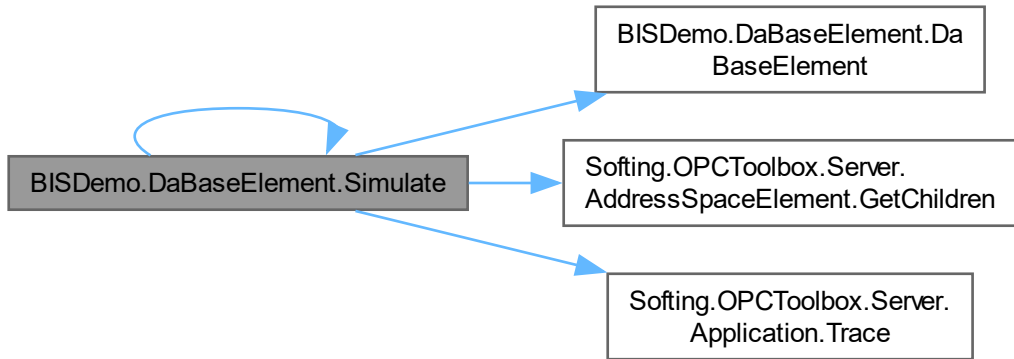 BISDemo.DaBaseElement.Da
BaseElement
BISDemo.DaBaseElement.Simulate
Softing.OPCToolbox.Server.
AddressSpaceElement.GetChildren
Softing.OPCToolbox.Server.
Application.Trace